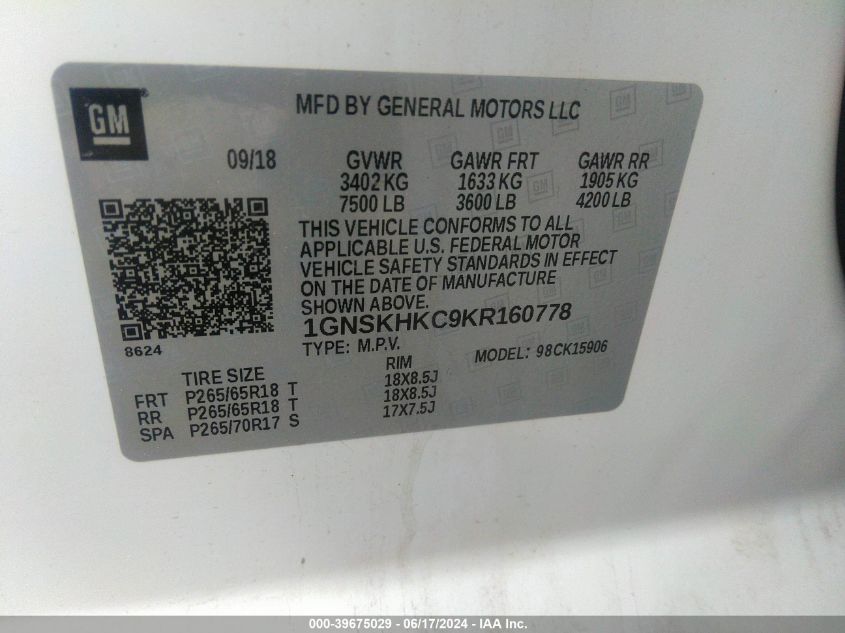 GM
MFD BY GENERAL MOTORS LLC
09/18 GVWR GAWR FRT GAWR RR
3402 KG 1633 KG 1905 KG
7500 LB 3600 LB 4200 LB
THIS VEHICLE CONFORMS TO ALL
APPLICABLE U.S. FEDERAL MOTOR
VEHICLE SAFETY STANDARDS IN EFFECT
ON THE DATE OF MANUFACTURE
SHOWN ABOVE.
1GNSKHKC9KR160778
8624
TYPE: M.P.V. MODEL: 98CK15906
TIRE SIZE RIM
FRT P265/65R18 T 18X8.5J
RR P265/65R18 T 18X8.5J
SPA P265/70R17 S 17X7.5J
000-39675029 - 06/17/2024 - IAA Inc.